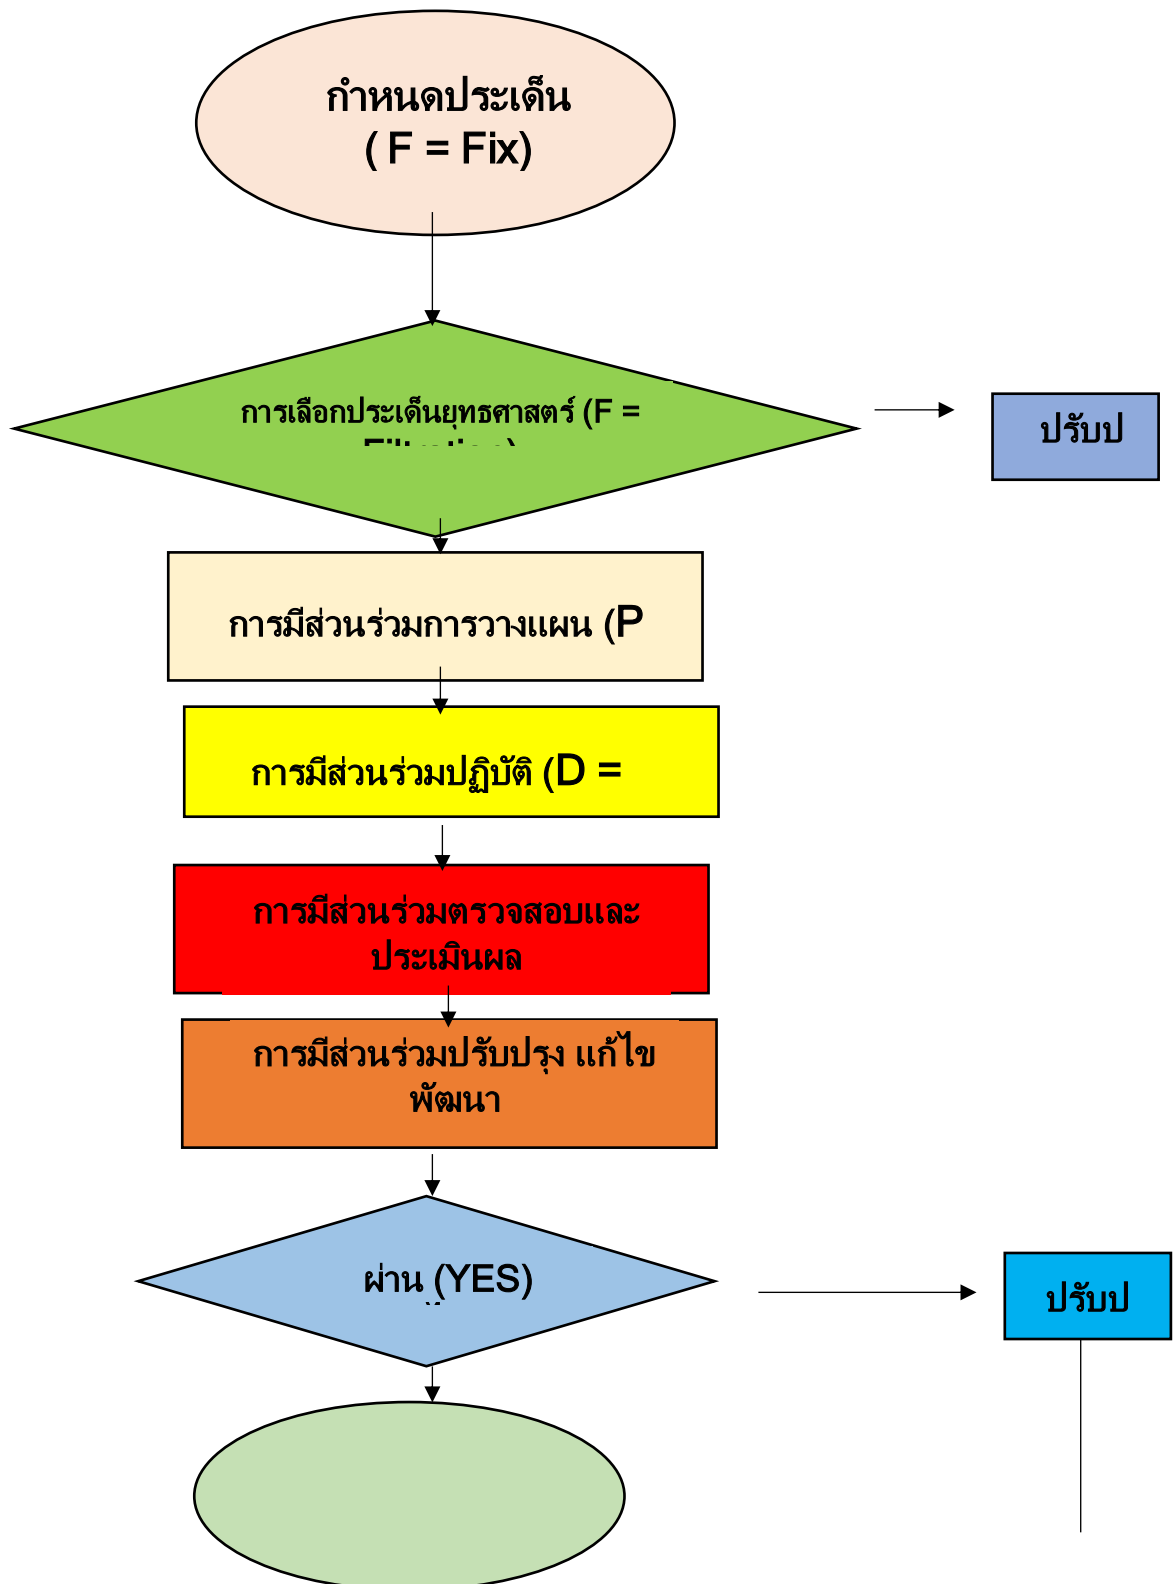 กำหนดประเด็น
( F = Fix)
การเลือกประเด็นยุทธศาสตร์ (F =
ปรับป
การมีส่วนร่วมการวางแผน (P
การมีส่วนร่วมปฏิบัติ (D =
การมีส่วนร่วมตรวจสอบและ
ประเมินผล
การมีส่วนร่วมปรับปรุง แก้ไข
พัฒนา
ผ่าน (YES)
ปรับป